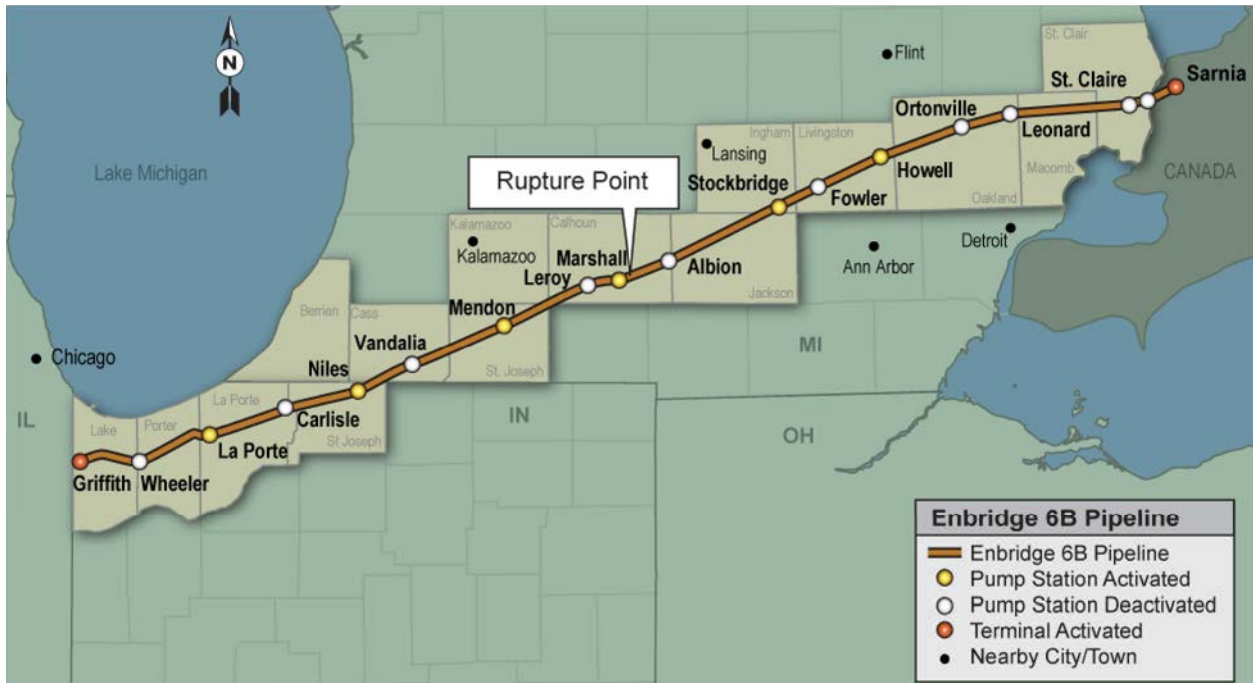 N
Lake Michigan
Flint
St. Clair
St. Claire
Sarnia
Ortonville
Leonard
Ingham
Livingston
Lansing
Howell
Macomb
CANADA
Rupture Point
Stockbridge
Fowler
Oakland
Kalamazoo
Calhoun
Kalamazoo
Marshall
Leroy
Albion
Ann Arbor
Detroit
Jackson
Berrien
Cass
Mendon
Vandalia
Chicago
Niles
St. Joseph
MI
La Porte
Carlisle
IL
Lake
Porter
IN
OH
St Joseph
La Porte
Griffith
Wheeler
Enbridge 6B Pipeline
Enbridge 6B Pipeline
Pump Station Activated
Pump Station Deactivated
Terminal Activated
Nearby City/Town